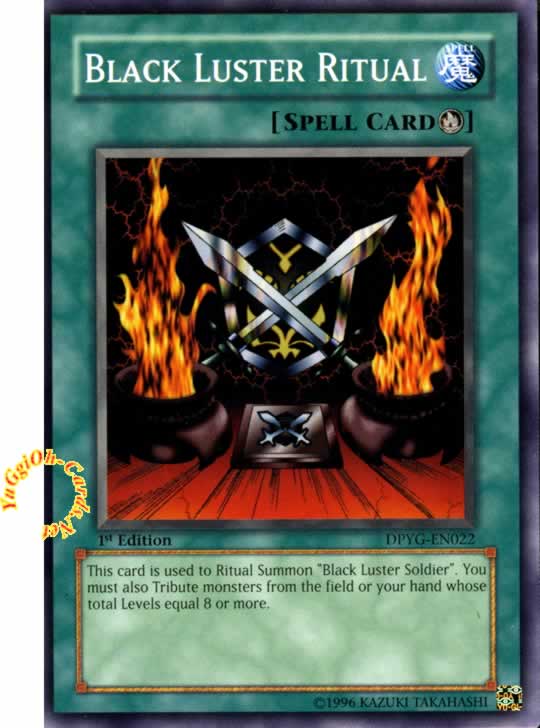 BLACK LUSTER RITUAL
SPELL
魔
[SPELL CARD]
YuGgiOh-Cards.Net
1st Edition
DPYG-EN022
This card is used to Ritual Summon "Black Luster Soldier". You
must also Tribute monsters from the field or your hand whose
total Levels equal 8 or more.
©1996 KAZUKI TAKAHASHI